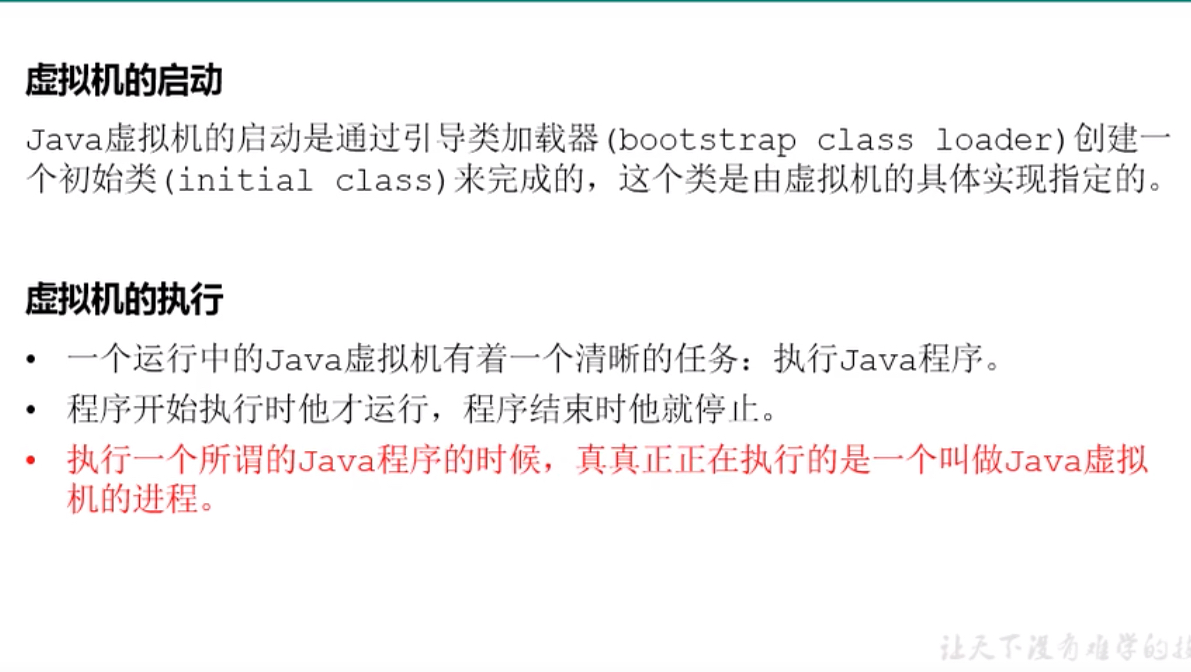 虚拟机的启动
Java虚拟机的启动是通过引导类加载器(bootstrap class loader)创建一
个初始类(initial class)来完成的，这个类是由虚拟机的具体实现指定的。
虚拟机的执行
• 一个运行中的Java虚拟机有着一个清晰的任务：执行Java程序。
• 程序开始执行时他才运行，程序结束时他就停止。
• 执行一个所谓的Java程序的时候，真真正正在执行的是一个叫做Java虚拟
机的进程。
让天下没有难学的技